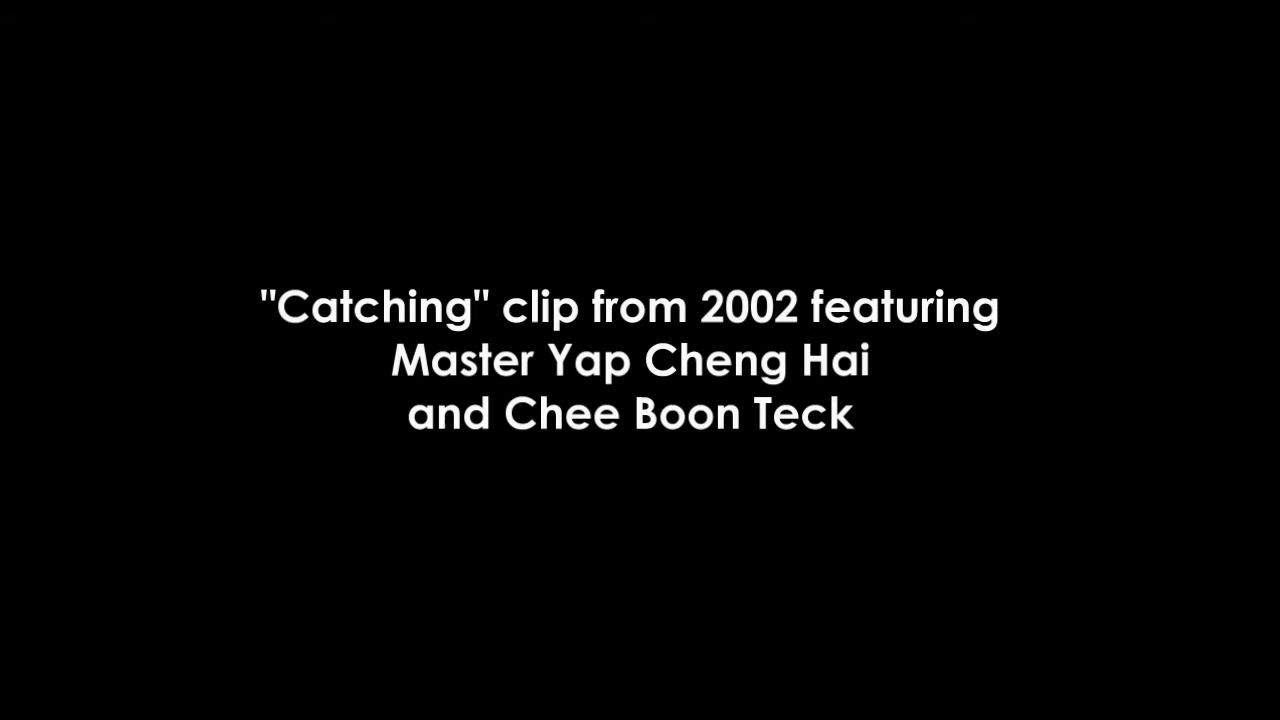 "Catching" clip from 2002 featuring
Master Yap Cheng Hai
and Chee Boon Teck